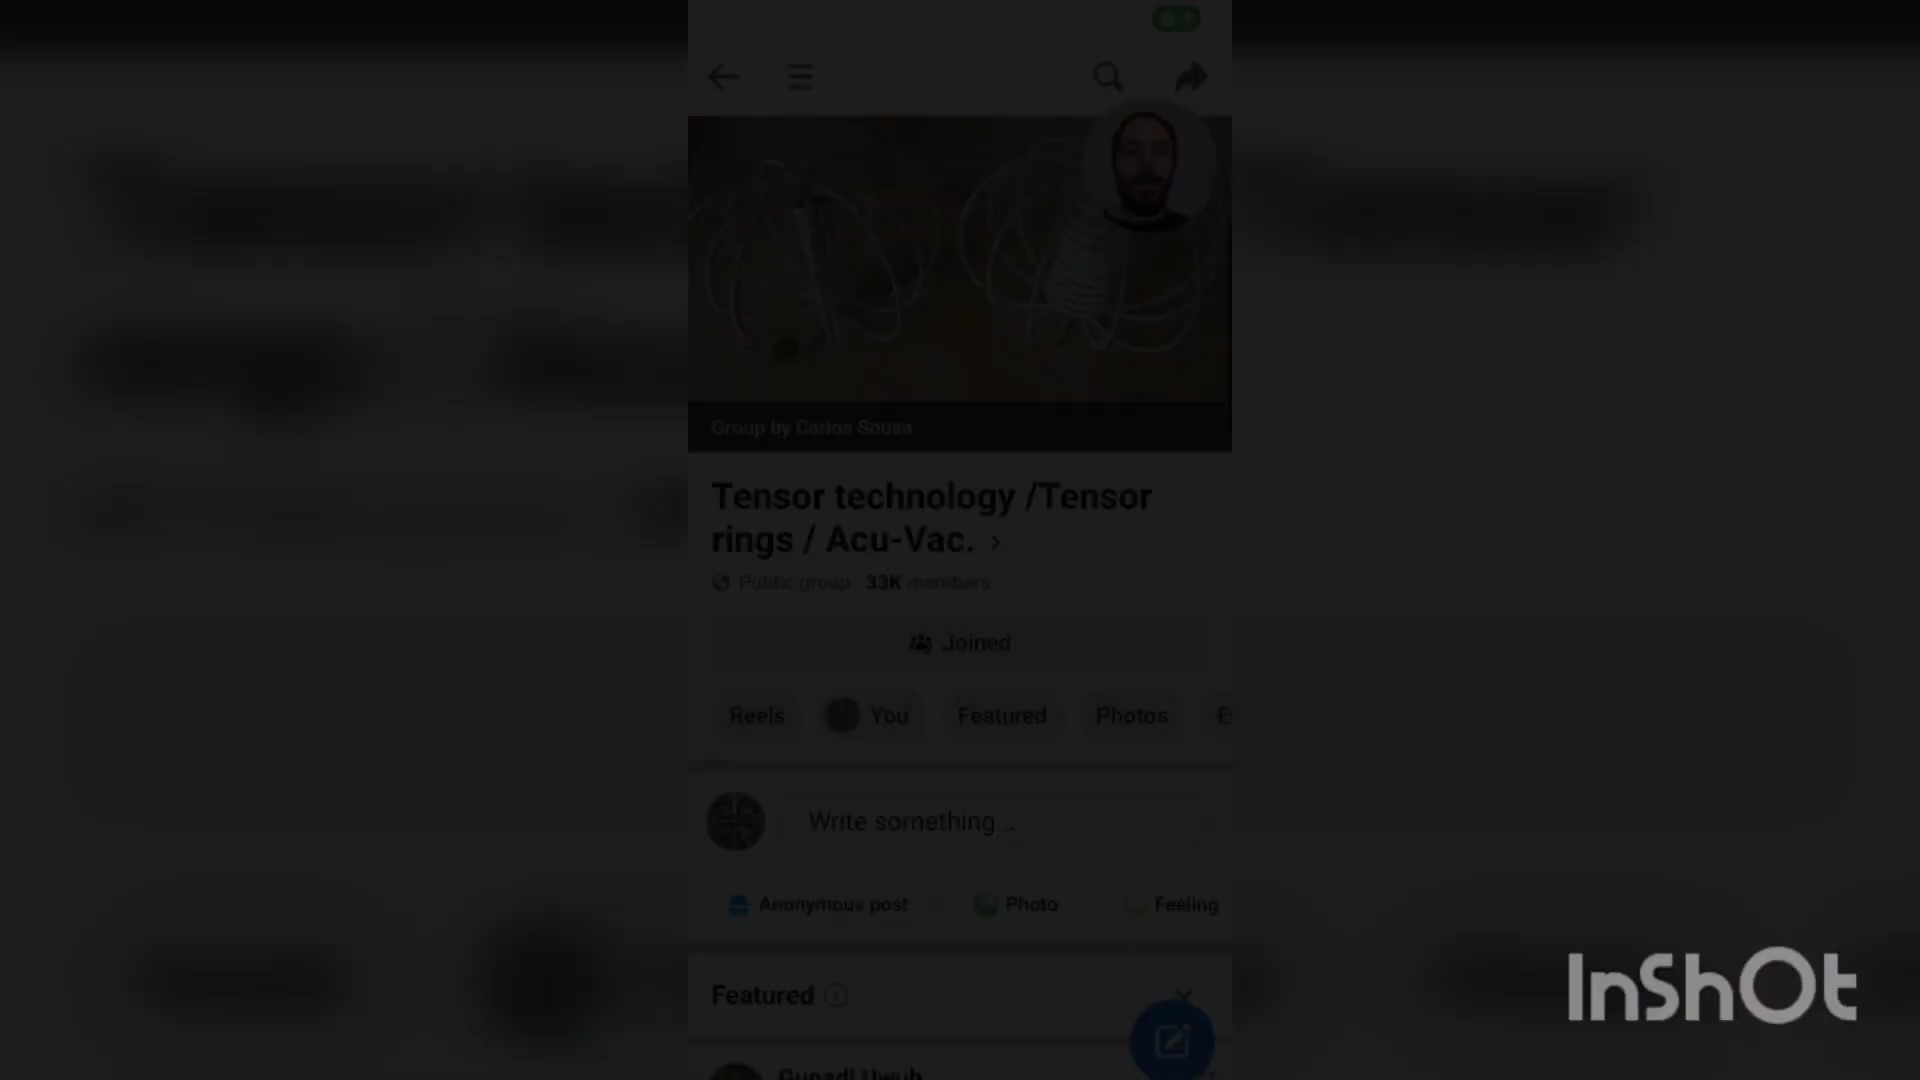 Group by Carlos Sousa
Tensor technology /Tensor
rings / Acu-Vac.
Public group 33K members
Joined
Reels You Featured Photos E
Write something...
Anonymous post Photo Feeling
Featured
InShOt